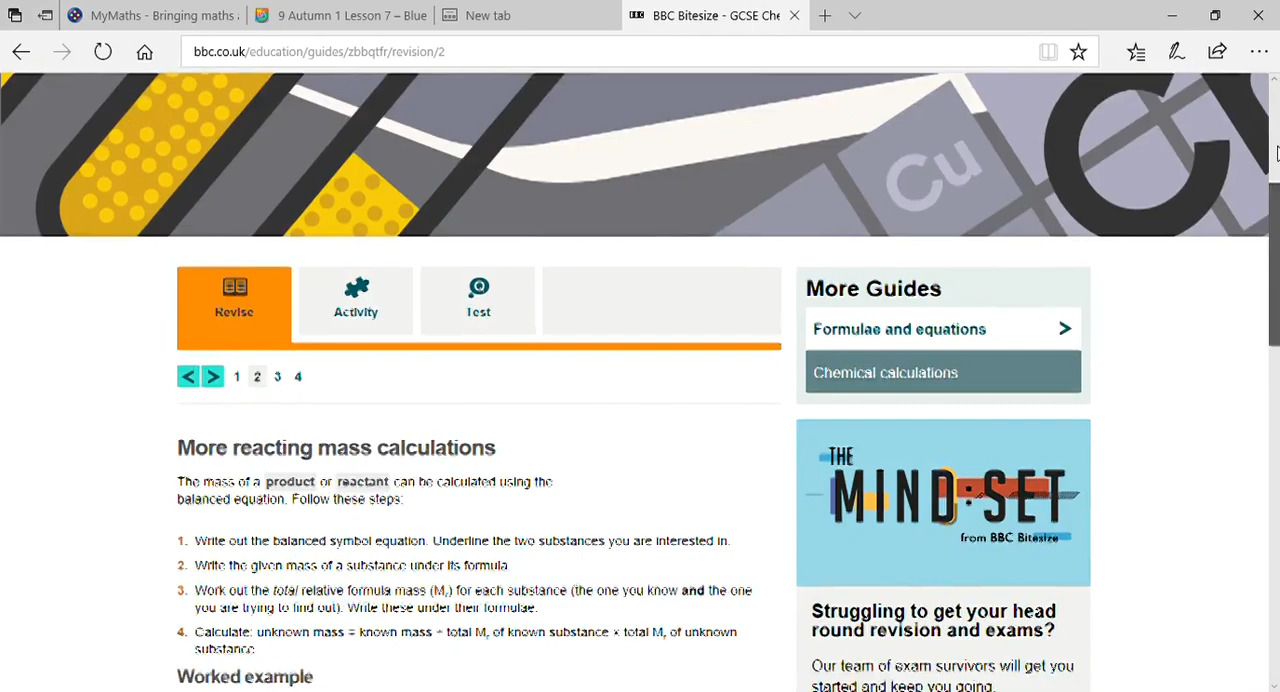 MyMaths - Bringing maths a
9 Autumn 1 Lesson 7 – Blue
New tab
BBC Bitesize - GCSE Che
bbc.co.uk/education/guides/zbbqtfr/revision/2
Cu
Revise
Activity
Test
< > 1 2 3 4
More reacting mass calculations
The mass of a product or reactant can be calculated using the
balanced equation. Follow these steps:
1. Write out the balanced symbol equation. Underline the two substances you are interested in.
2. Write the given mass of a substance under its formula
3. Work out the total relative formula mass (Mr) for each substance (the one you know and the one
you are trying to find out). Write these under their formulae.
4. Calculate: unknown mass = known mass ÷ total Mr of known substance × total Mr of unknown
substance
Worked example
More Guides
Formulae and equations >
Chemical calculations
THE
MIND:SET
from BBC Bitesize
Struggling to get your head
round revision and exams?
Our team of exam survivors will get you
started and keep you going.